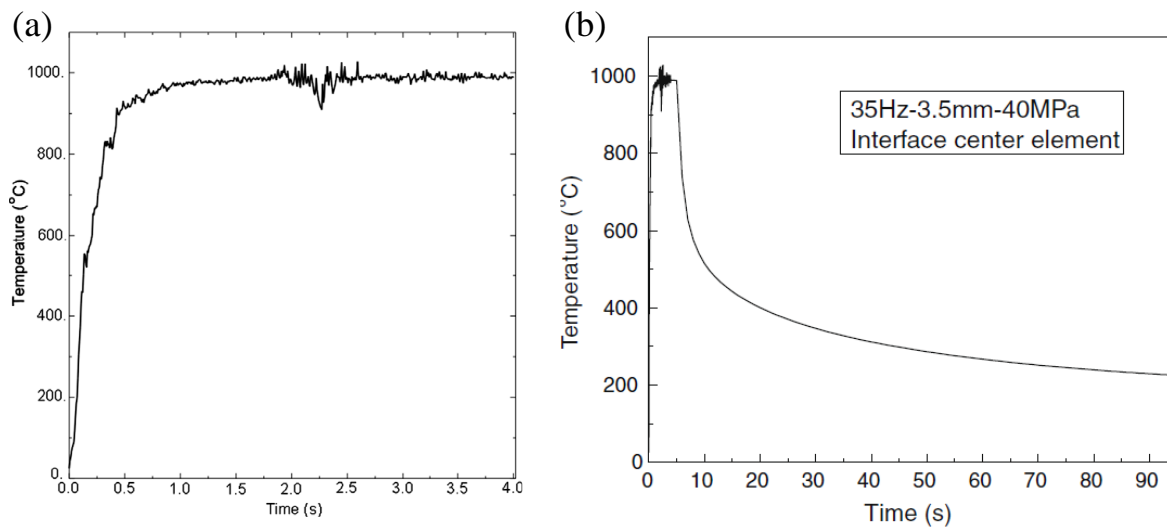 (a)
1000.
800.
600.
400.
200.
0.
Temperature (°C)
0.0 0.5 1.0 1.5 2.0 2.5 3.0 3.5 4.0
Time (s)
(b)
1000
800
600
400
200
0
Temperature (°C)
35Hz-3.5mm-40MPa
Interface center element
0 10 20 30 40 50 60 70 80 90
Time (s)